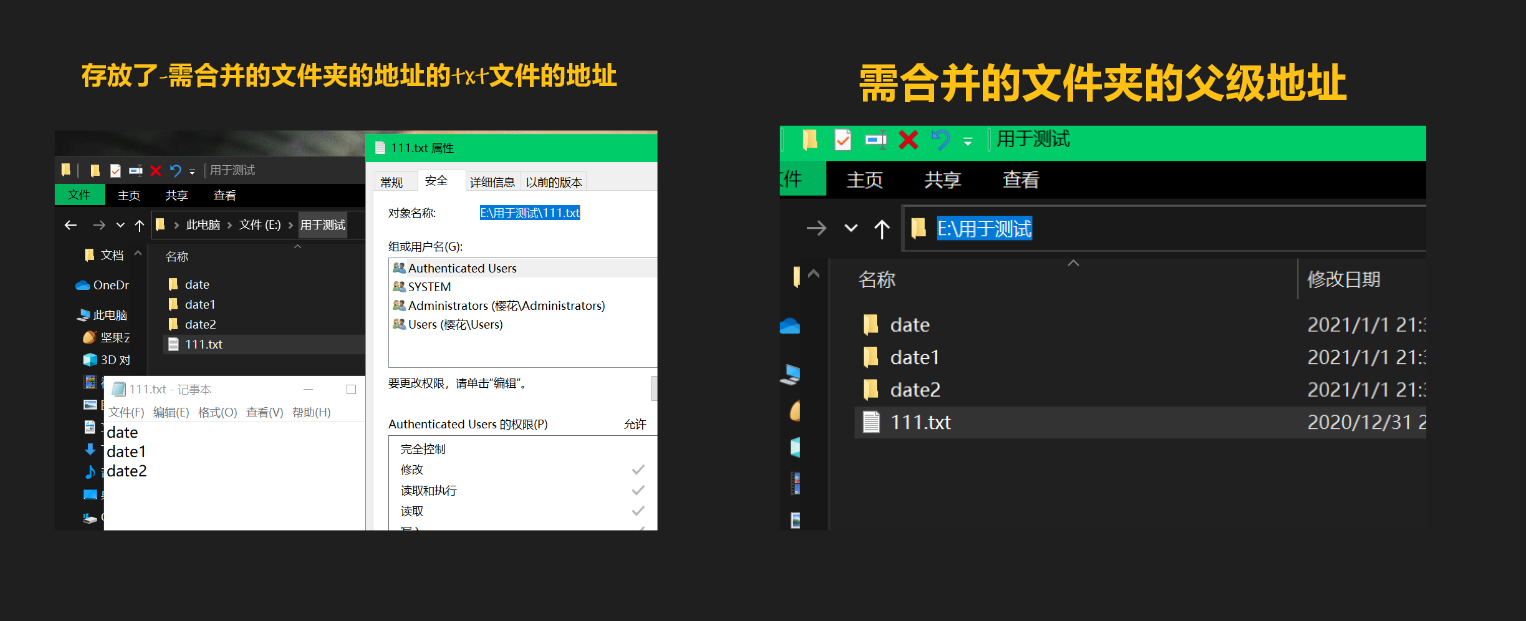 存放了-需合并的文件夹的地址的txt文件的地址
用于测试
文件 主页 共享 查看
此电脑 文件 (E:) 用于测试
文档
OneDr
此电脑
坚果云
3D 对
名称
date
date1
date2
111.txt
111.txt - 记事本
文件(F) 编辑(E) 格式(O) 查看(V) 帮助(H)
date
date1
date2
111.txt 属性
常规 安全 详细信息 以前的版本
对象名称: E:\用于测试\111.txt
组或用户名(G):
Authenticated Users
SYSTEM
Administrators (樱花\Administrators)
Users (樱花\Users)
要更改权限，请单击"编辑"。
Authenticated Users 的权限(P) 允许
完全控制
修改
读取和执行
读取
需合并的文件夹的父级地址
用于测试
件 主页 共享 查看
E:\用于测试
名称 修改日期
date 2021/1/1 21:3
date1 2021/1/1 21:3
date2 2021/1/1 21:3
111.txt 2020/12/31 2